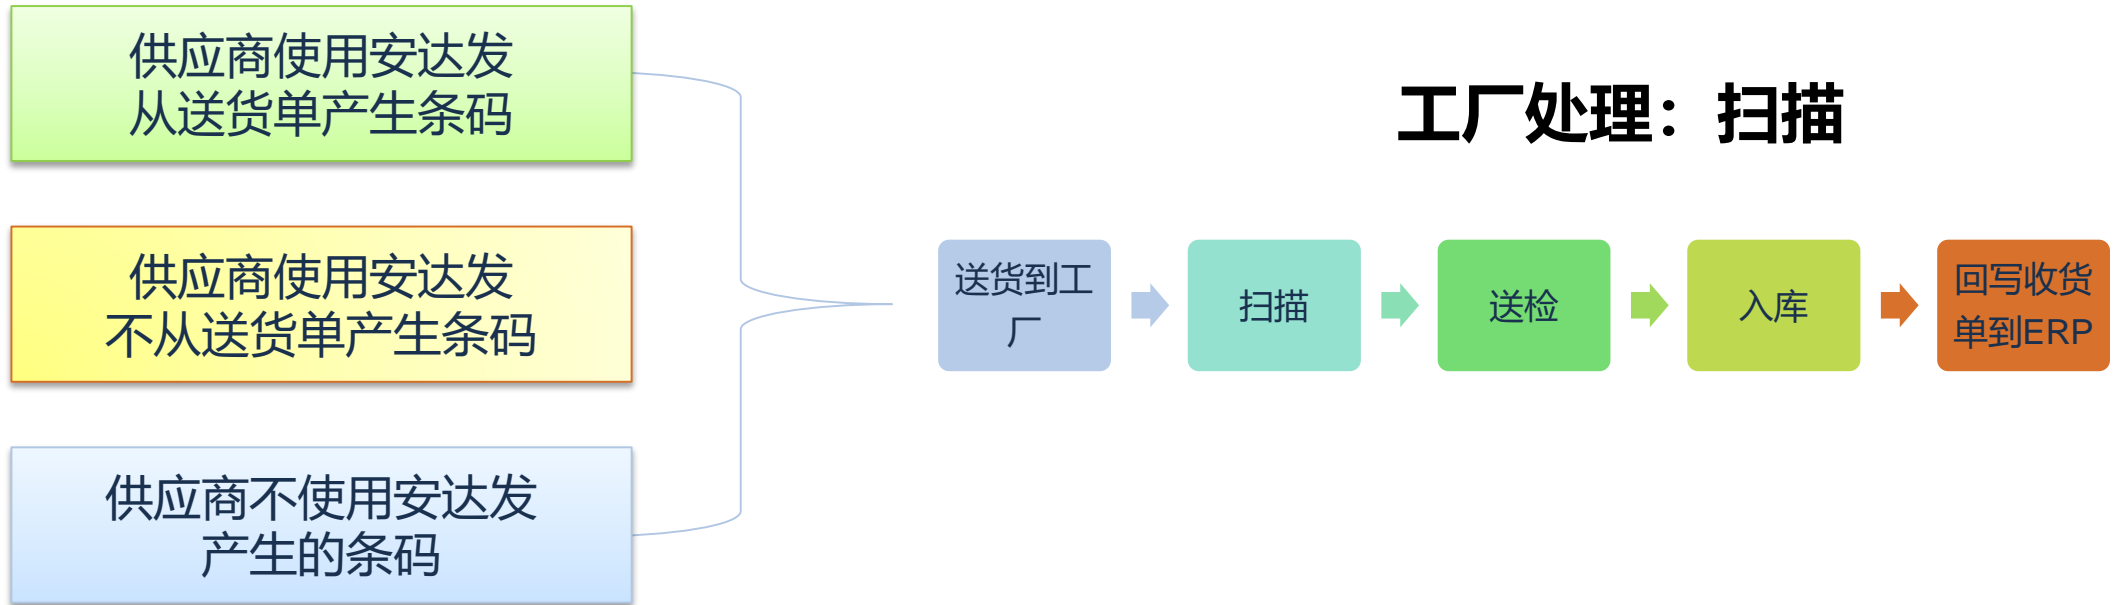 供应商使用安达发
从送货单产生条码
供应商使用安达发
不从送货单产生条码
供应商不使用安达发
产生的条码
工厂处理：扫描
送货到工
厂
扫描
送检
入库
回写收货
单到ERP